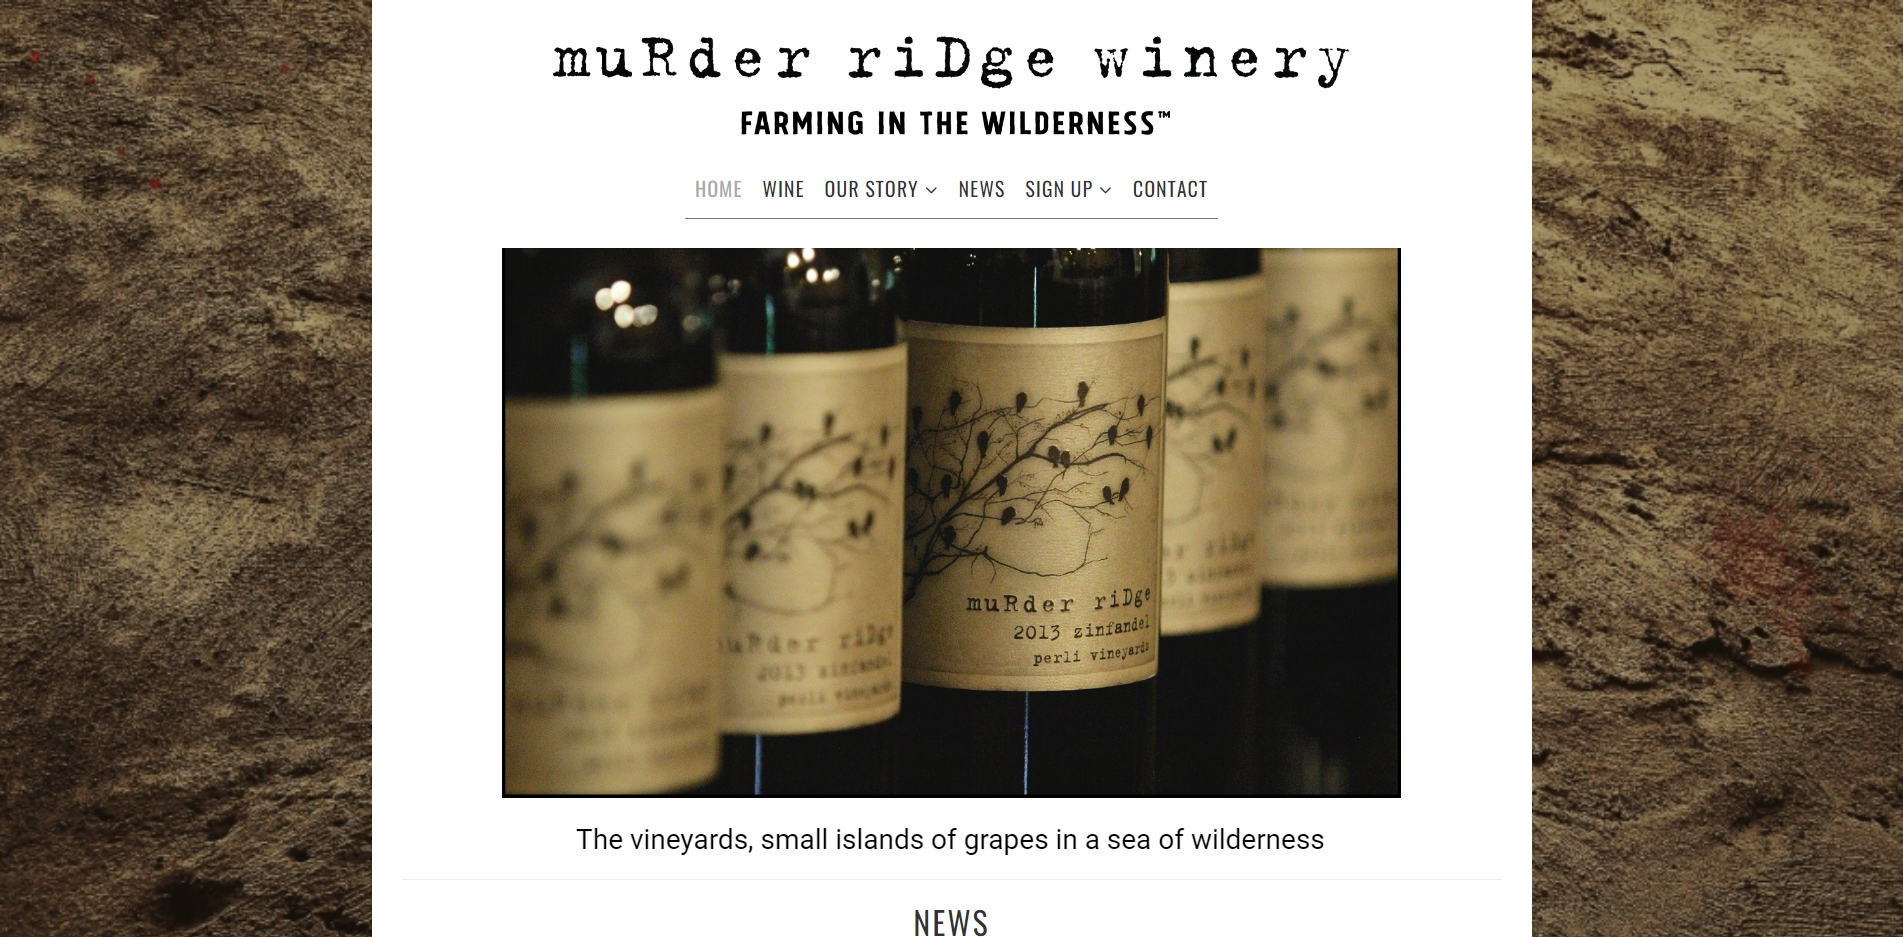 muRder riDge winery
FARMING IN THE WILDERNESS™
HOME WINE OUR STORY NEWS SIGN UP CONTACT
muRder riDge
2013 zinfandel
perli vineyards
muRder riDge
2013 zinfandel
perli vineyards
The vineyards, small islands of grapes in a sea of wilderness
NEWS